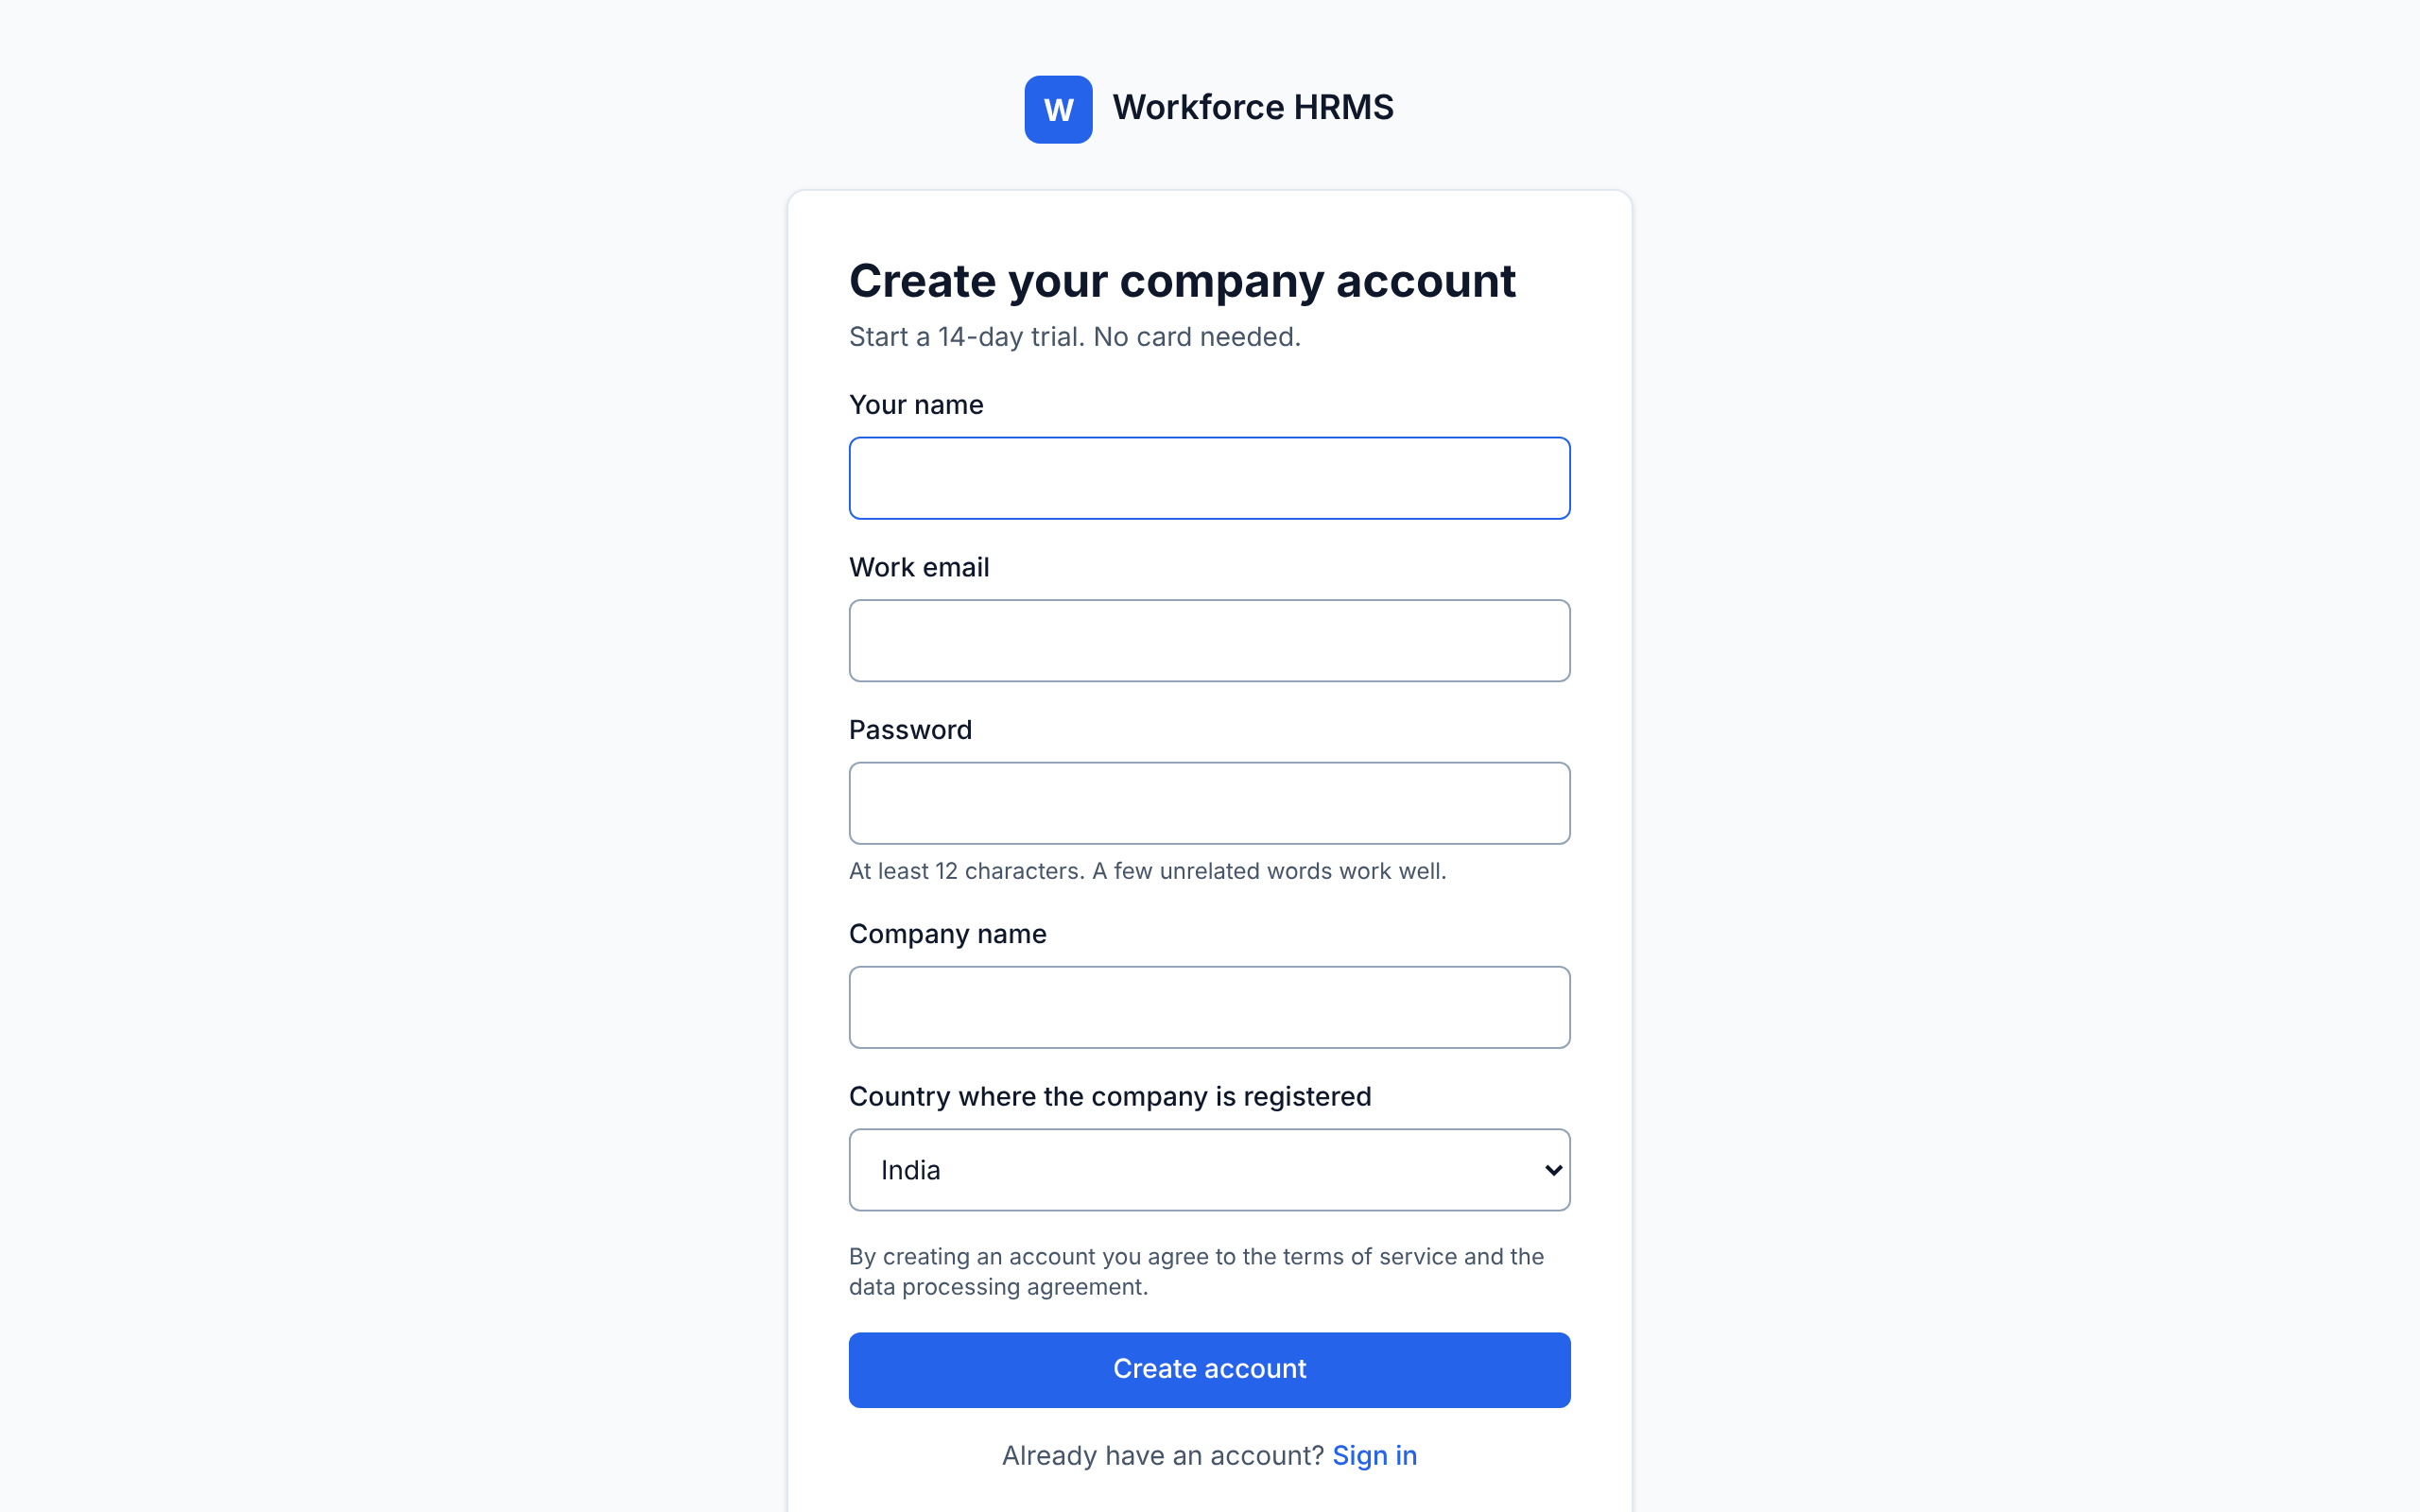 W
Workforce HRMS
Create your company account
Start a 14-day trial. No card needed.
Your name
Work email
Password
At least 12 characters. A few unrelated words work well.
Company name
Country where the company is registered
India
By creating an account you agree to the terms of service and the
data processing agreement.
Create account
Already have an account? Sign in